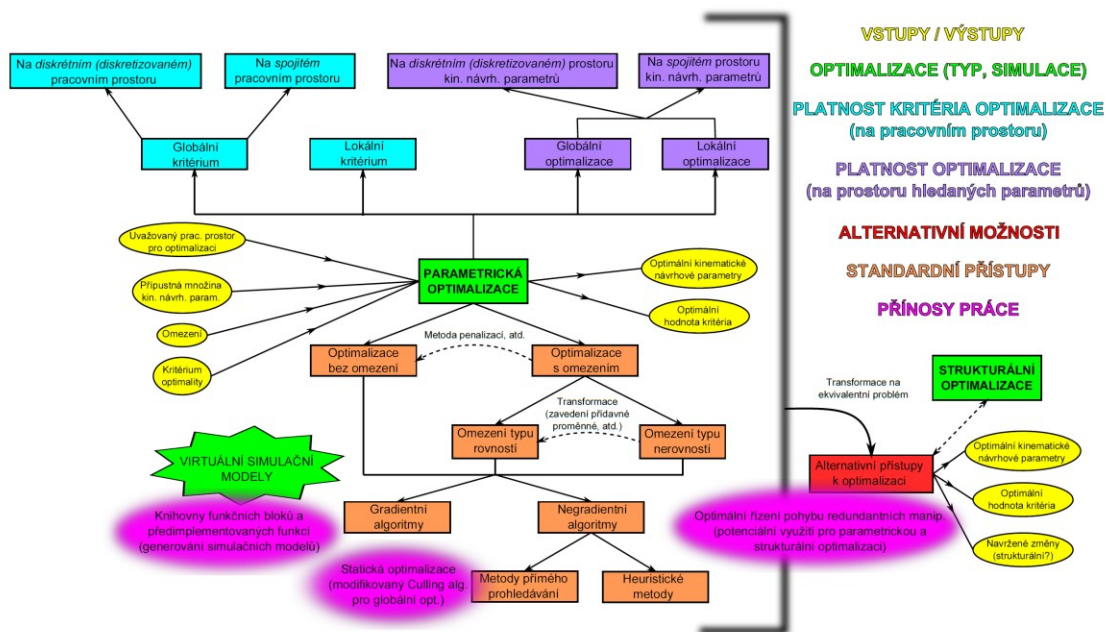 Na diskrétním (diskretizovaném)
pracovním prostoru
Na spojitém
pracovním prostoru
Na diskrétním (diskretizovaném) prostoru
kin. návrh. parametrů
Na spojitém prostoru
kin. návrh. parametrů
Globální
kritérium
Lokální
kritérium
Globální
optimalizace
Lokální
optimalizace
Uvažovaný prac. prostor
pro optimalizaci
Přípustná množina
kin. návrh. param.
Omezení
Kritérium
optimality
PARAMETRICKÁ
OPTIMALIZACE
Optimální kinematické
návrhové parametry
Optimální
hodnota kritéria
Metoda penalizací, atd.
Optimalizace
bez omezení
Optimalizace
s omezením
Transformace
(zavedení přídavné
proměnné, atd.)
Omezení typu
rovností
Omezení typu
nerovností
VIRTUÁLNÍ SIMULAČNÍ
MODELY
Knihovny funkčních bloků a
předimplementovaných funkcí
(generování simulačních modelů)
Gradientní
algoritmy
Negradientní
algoritmy
Statická optimalizace
(modifikovaný Culling alg.
pro globální opt.)
Metody přímého
prohledávání
Heuristické
metody
VSTUPY / VÝSTUPY
OPTIMALIZACE (TYP, SIMULACE)
PLATNOST KRITÉRIA OPTIMALIZACE
(na pracovním prostoru)
PLATNOST OPTIMALIZACE
(na prostoru hledaných parametrů)
ALTERNATIVNÍ MOŽNOSTI
STANDARDNÍ PŘÍSTUPY
PŘÍNOSY PRÁCE
Transformace na
ekvivalentní problém
STRUKTURÁLNÍ
OPTIMALIZACE
Alternativní přístupy
k optimalizaci
Optimální kinematické
návrhové parametry
Optimální
hodnota kritéria
Navržené změny
(strukturální?)
Optimální řízení pohybu redundantních manip.
(potenciální využití pro parametrickou a
strukturální optimalizaci)